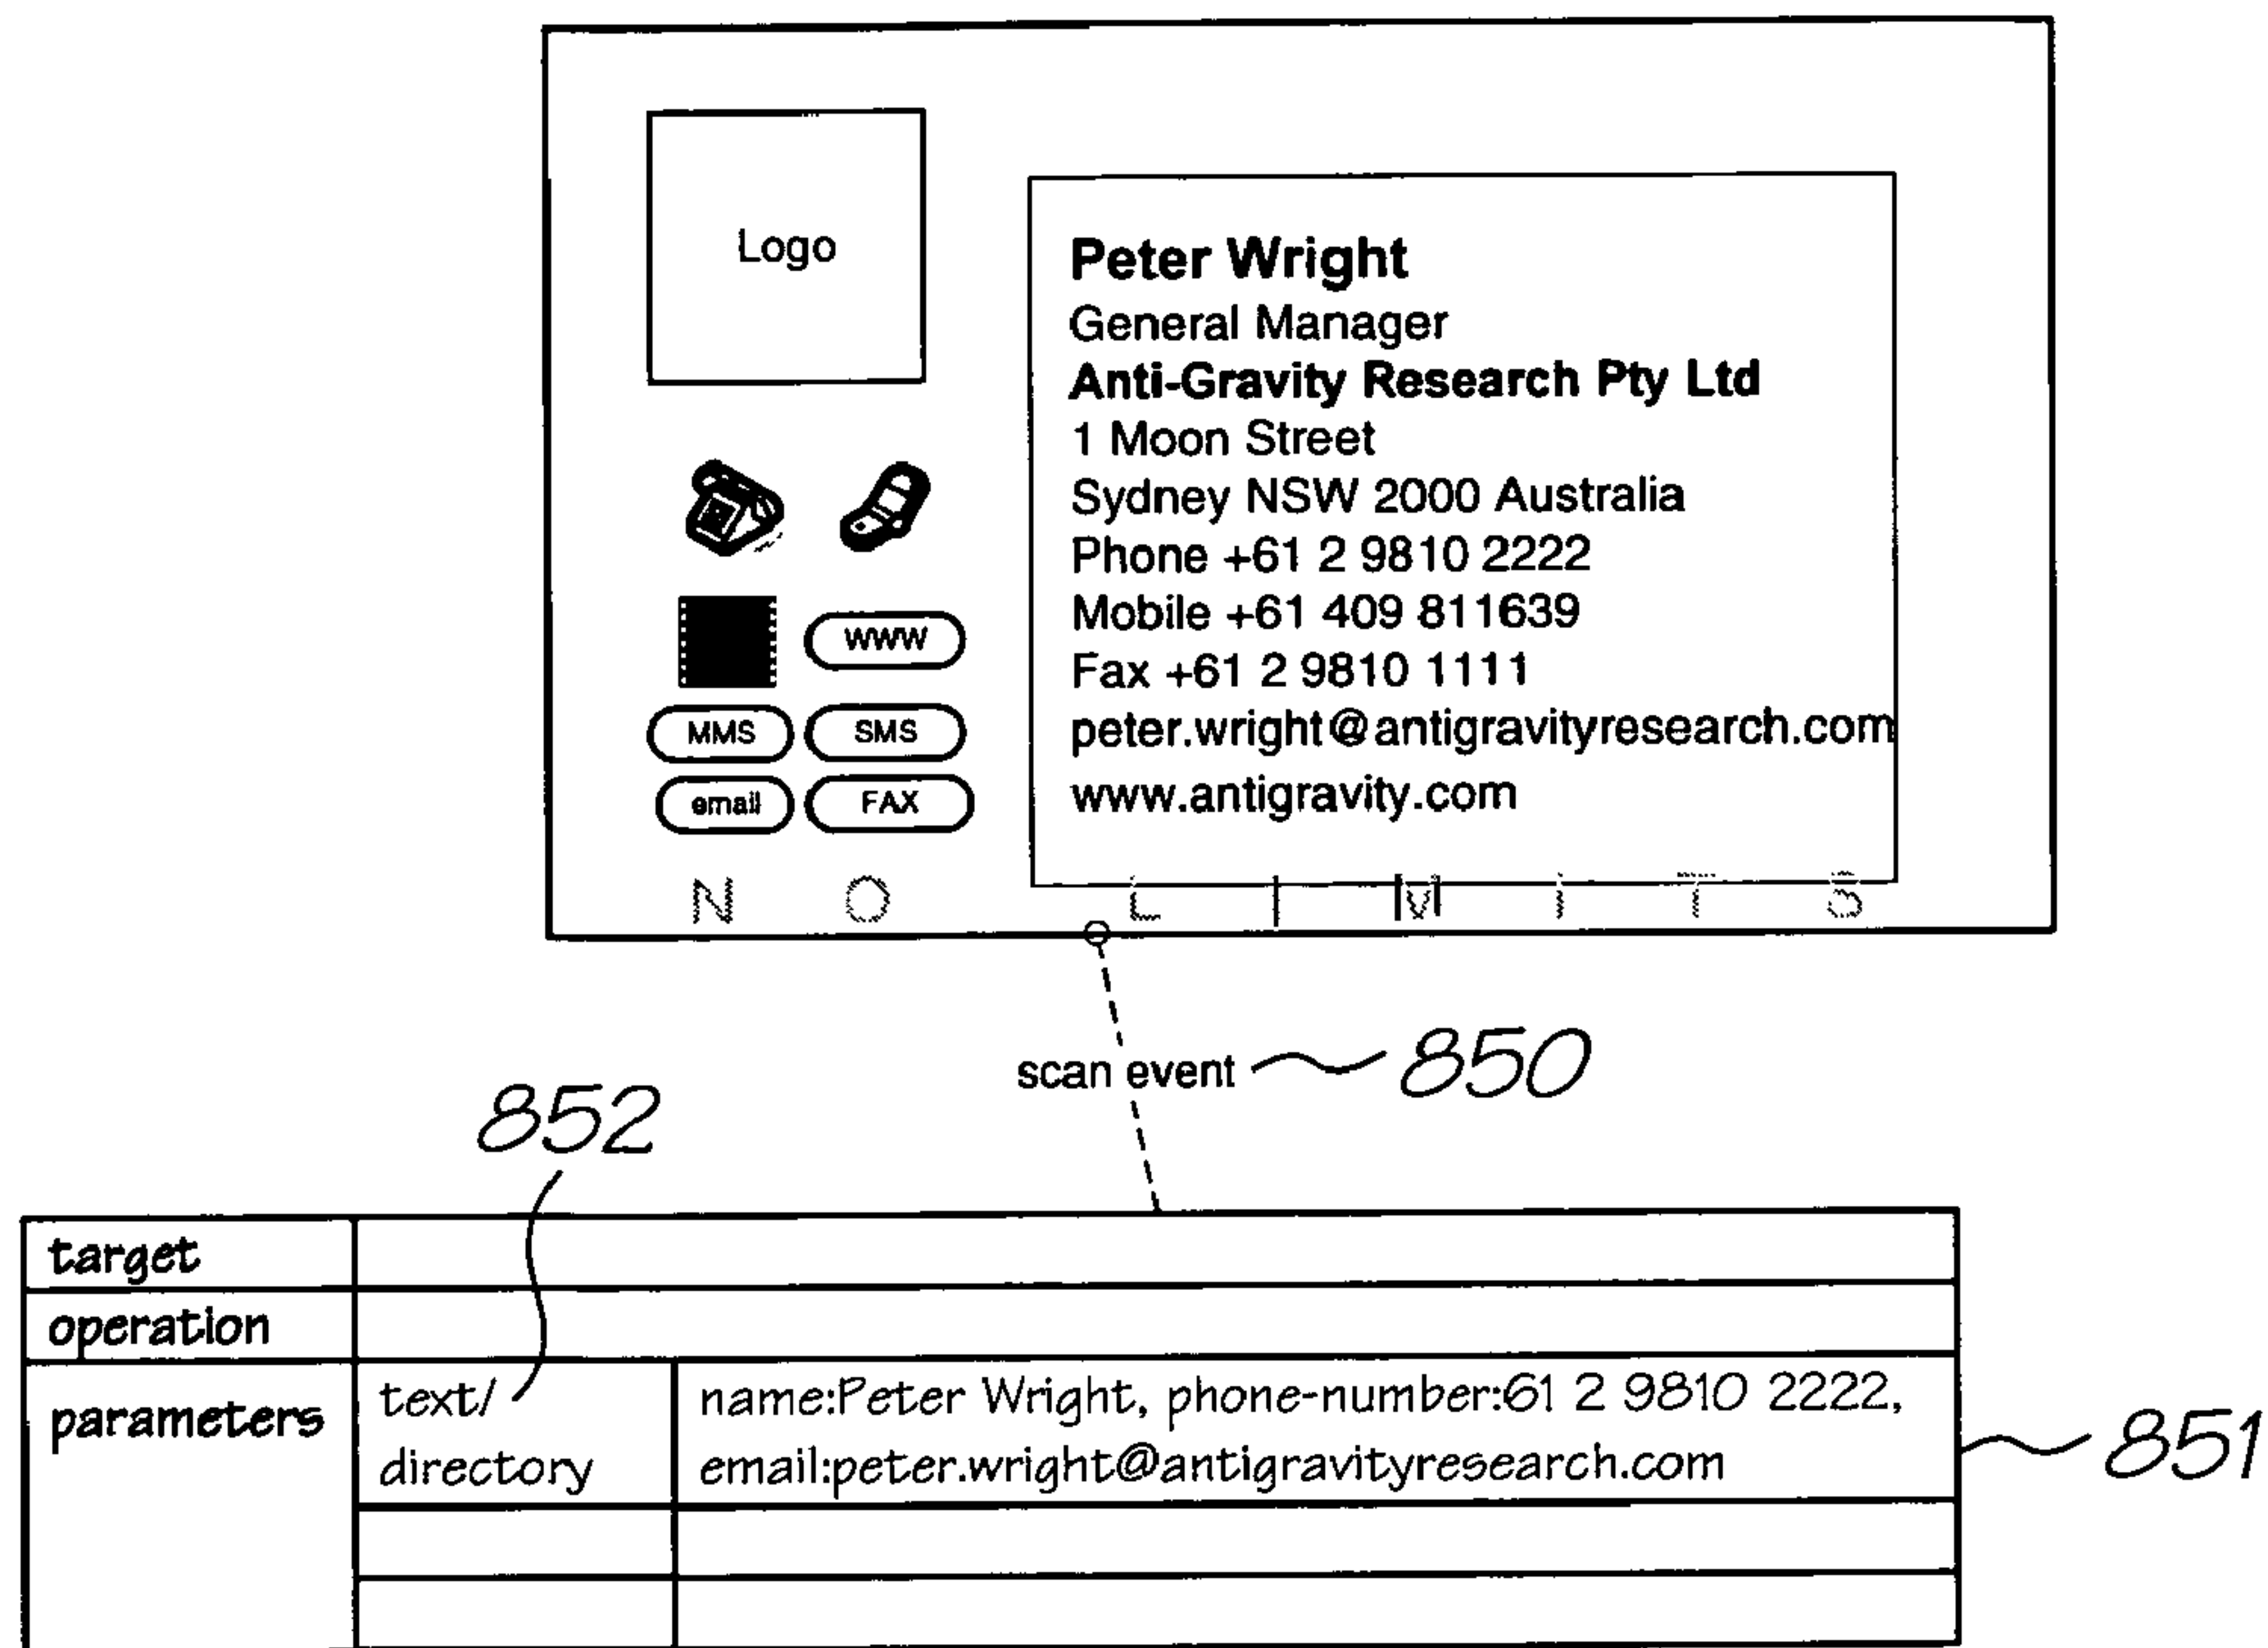 Logo
Peter Wright
General Manager
Anti-Gravity Research Pty Ltd
1 Moon Street
Sydney NSW 2000 Australia
Phone +61 2 9810 2222
Mobile +61 409 811639
Fax +61 2 9810 1111
peter.wright@antigravityresearch.com
www.antigravity.com
WWW
MMS SMS
email FAX
N O L I M I T S
scan event 850
852
target
operation
parameters
text/
directory
name:Peter Wright, phone-number:61 2 9810 2222,
email:peter.wright@antigravityresearch.com
851